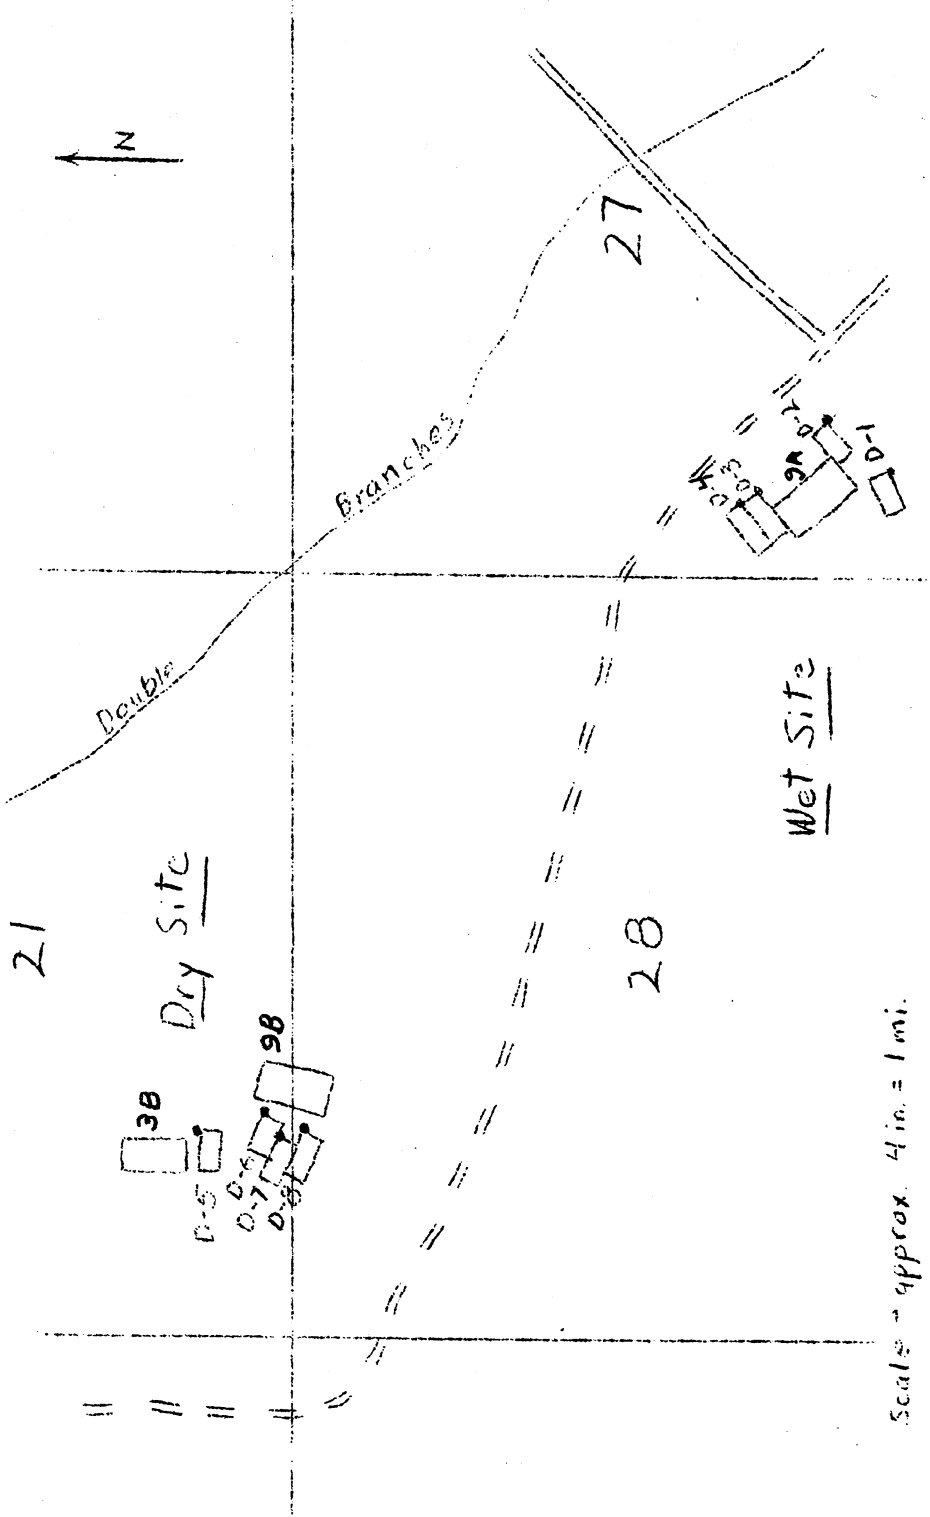 N
21
Double
Branches
27
Dry Site
3B
9B
D-5
D-6
D-7
D-8
28
Wet Site
D-4
D-3
9A
D-2
D-1
Scale - approx. 4 in. = 1 mi.